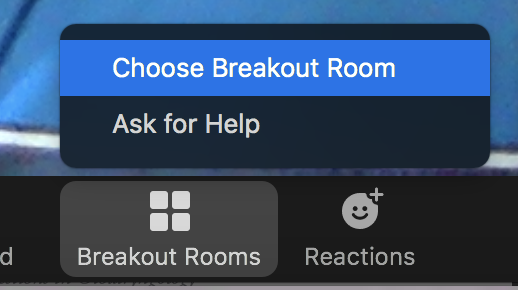 Choose Breakout Room
Ask for Help
d
Breakout Rooms
Reactions